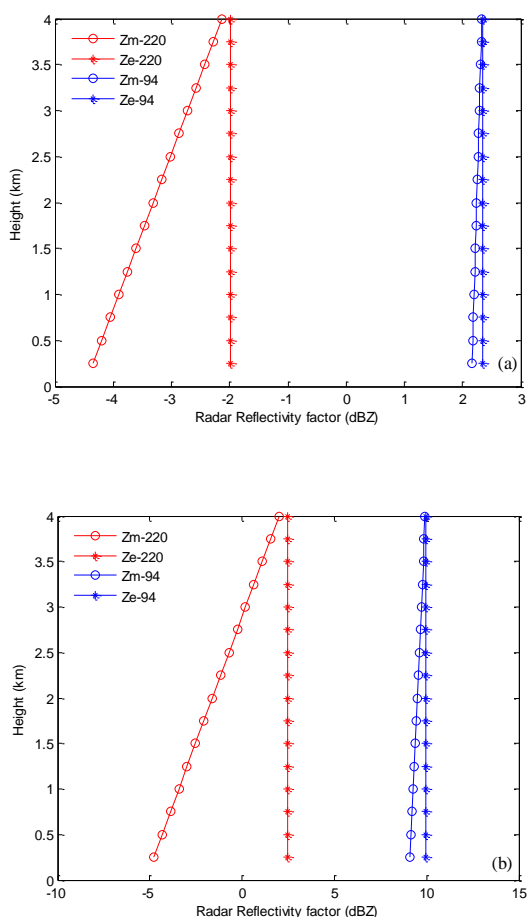 4
3.5
3
2.5
2
1.5
1
0.5
0
Height (km)
Zm-220
Ze-220
Zm-94
Ze-94
(a)
-5 -4 -3 -2 -1 0 1 2 3
Radar Reflectivity factor (dBZ)
4
3.5
3
2.5
2
1.5
1
0.5
0
Height (km)
Zm-220
Ze-220
Zm-94
Ze-94
(b)
-10 -5 0 5 10 15
Radar Reflectivity factor (dBZ)